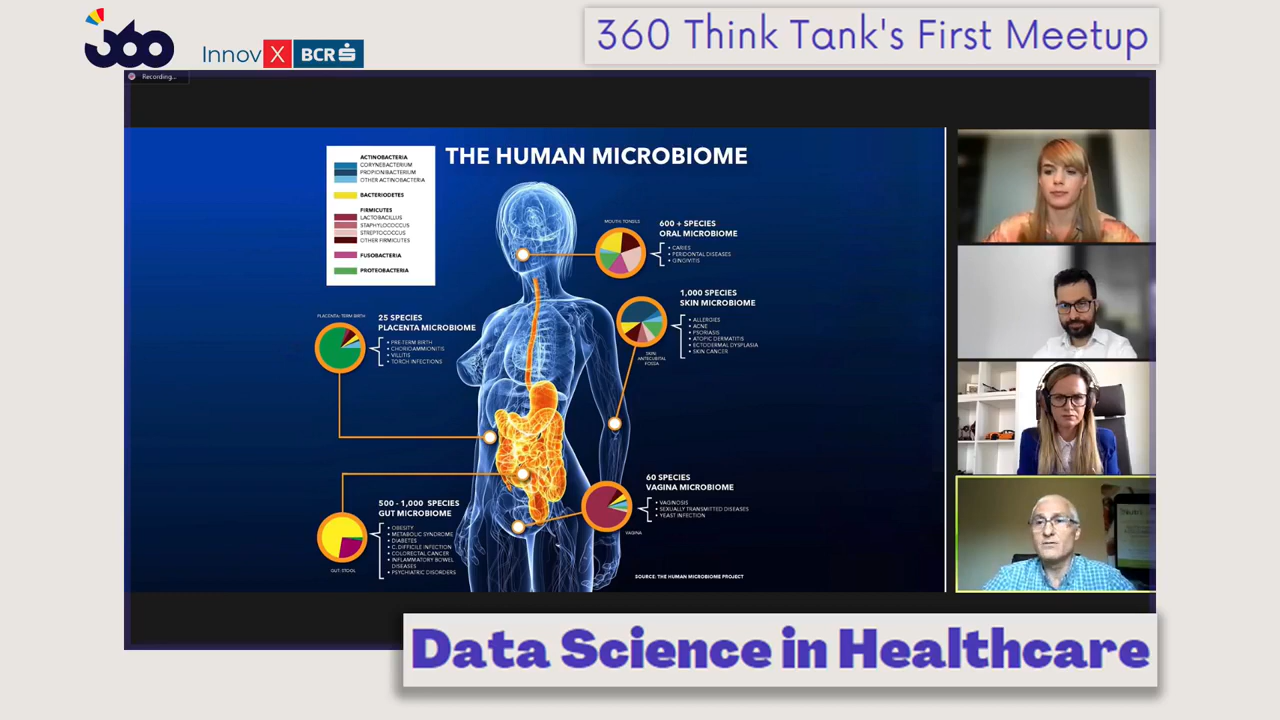 360
Innov X BCR
360 Think Tank's First Meetup
Recording...
THE HUMAN MICROBIOME
ACTINOBACTERIA
CORYNEBACTERIUM
PROPIONIBACTERIUM
OTHER ACTINOBACTERIA
BACTERIODETES
FIRMICUTES
LACTOBACILLUS
STAPHYLOCOCCUS
STREPTOCOCCUS
OTHER FIRMICUTES
FUSOBACTERIA
PROTEOBACTERIA
MOUTH: TONSILS
600 + SPECIES
ORAL MICROBIOME
• CARIES
• PERIDONTAL DISEASES
• GINGIVITIS
1,000 SPECIES
SKIN MICROBIOME
• ALLERGIES
• ACNE
• PSORIASIS
• ATOPIC DERMATITIS
• ECTODERMAL DYSPLASIA
• SKIN CANCER
SKIN:
ANTECUBITAL
FOSSA
PLACENTA: TERM BIRTH
25 SPECIES
PLACENTA MICROBIOME
• PRE-TERM BIRTH
• CHORIOAMNIONITIS
• VILLITIS
• TORCH INFECTIONS
60 SPECIES
VAGINA MICROBIOME
• VAGINOSIS
• SEXUALLY TRANSMITTED DISEASES
• YEAST INFECTION
VAGINA
500 - 1,000 SPECIES
GUT MICROBIOME
• OBESITY
• METABOLIC SYNDROME
• DIABETES
• C. DIFFICILE INFECTION
• COLORECTAL CANCER
• INFLAMMATORY BOWEL
DISEASES
• PSYCHIATRIC DISORDERS
GUT: STOOL
SOURCE: THE HUMAN MICROBIOME PROJECT
Data Science in Healthcare